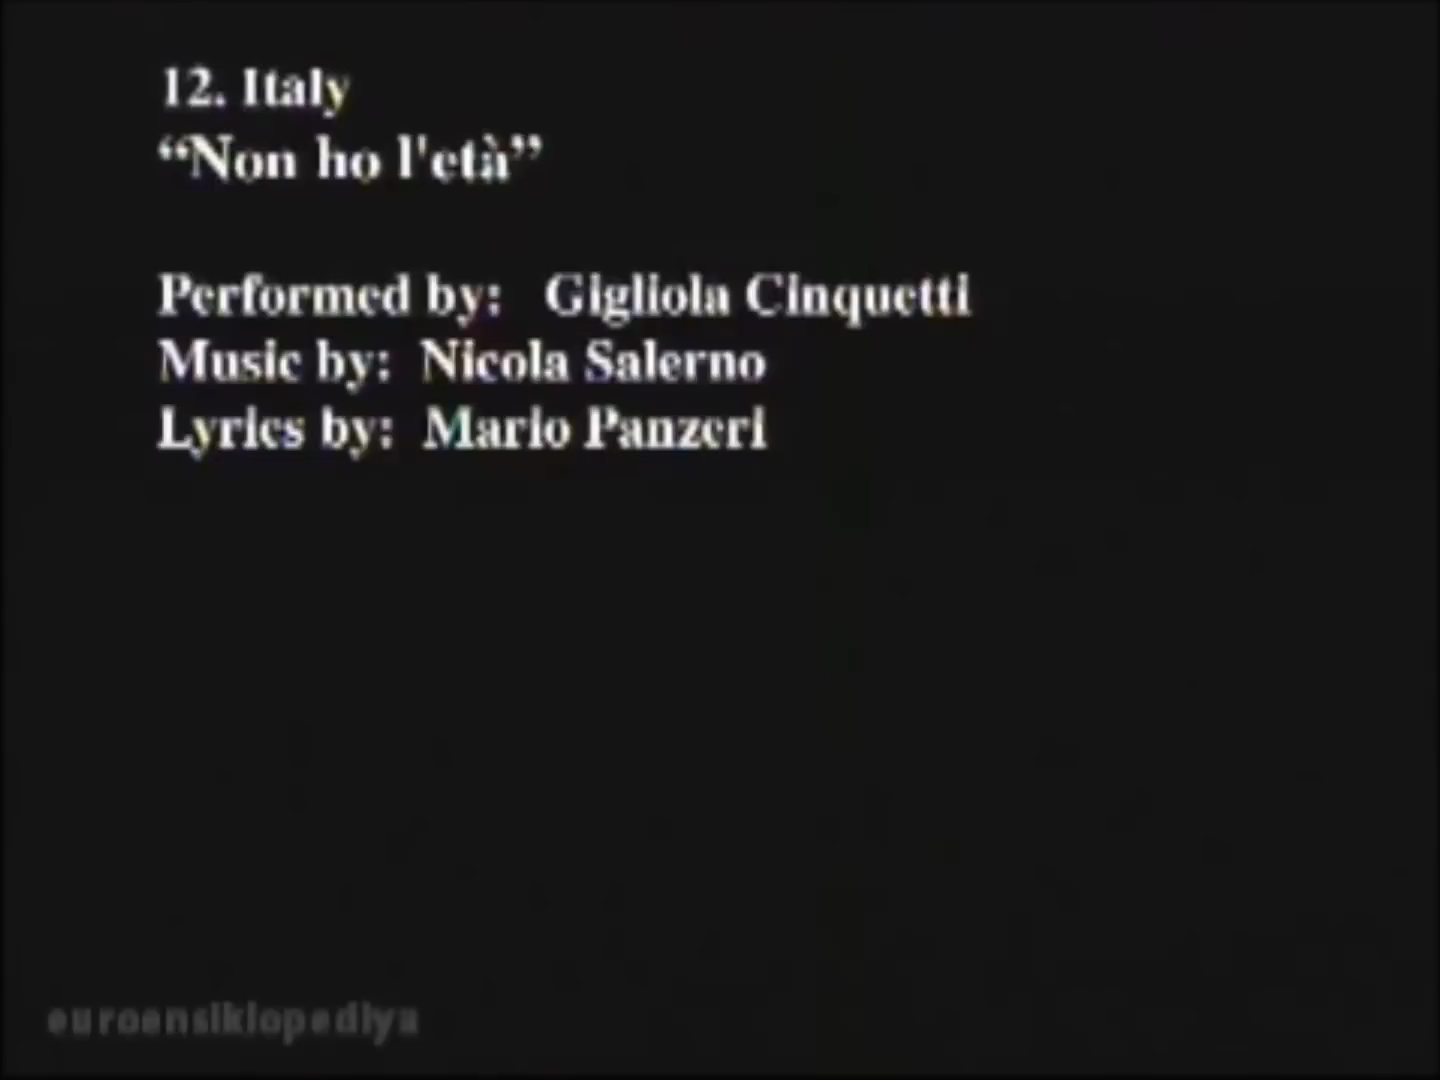 12. Italy
“Non ho l'età”
Performed by: Gigliola Cinquetti
Music by: Nicola Salerno
Lyrics by: Mario Panzeri
euroensiklopediya